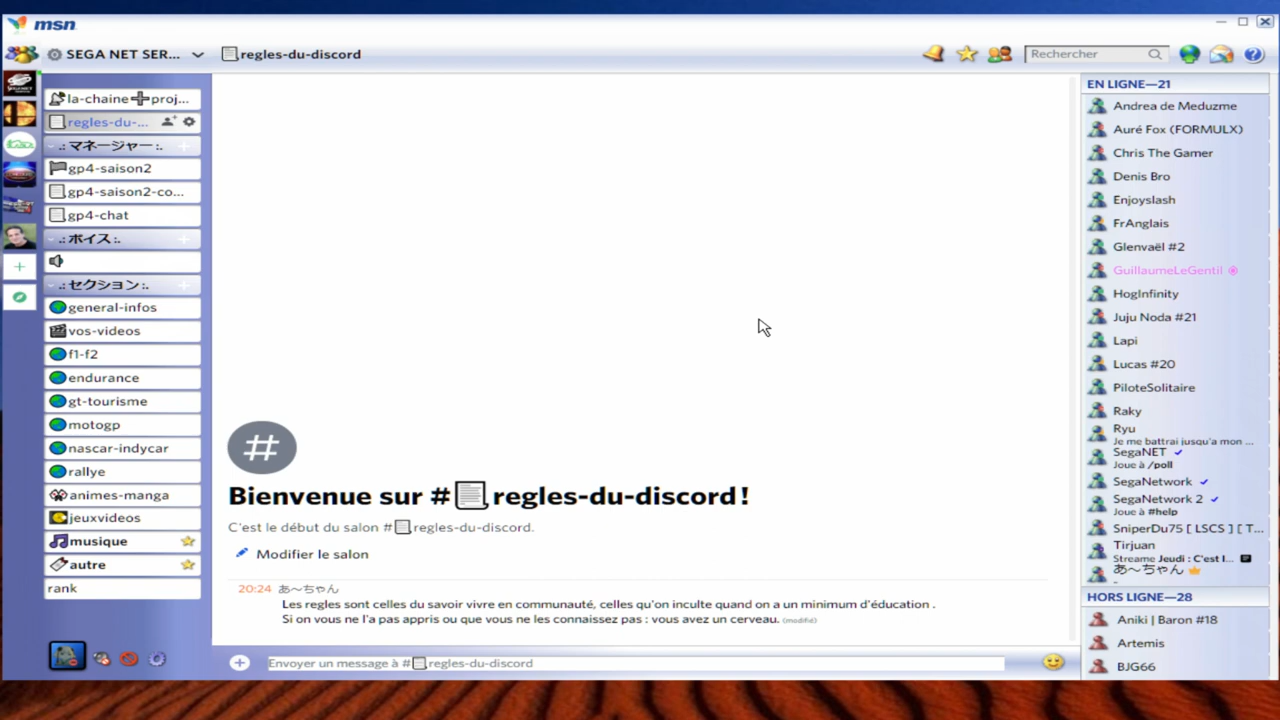 msn
SEGA NET SER...
regles-du-discord
Rechercher
la-chaine➕proj...
regles-du-...
.:マネージャー:.
gp4-saison2
gp4-saison2-co...
gp4-chat
.:ボイス:.
.:セクション:.
general-infos
vos-videos
f1-f2
endurance
gt-tourisme
motogp
nascar-indycar
rallye
animes-manga
jeuxvideos
musique
autre
rank
Bienvenue sur #regles-du-discord !
C'est le début du salon #regles-du-discord.
Modifier le salon
20:24 あ〜ちゃん
Les regles sont celles du savoir vivre en communauté, celles qu'on inculte quand on a un minimum d'éducation .
Si on vous ne l'a pas appris ou que vous ne les connaissez pas : vous avez un cerveau. (modifié)
Envoyer un message à #regles-du-discord
EN LIGNE—21
Andrea de Meduzme
Auré Fox (FORMULX)
Chris The Gamer
Denis Bro
Enjoyslash
FrAnglais
Glenvaël #2
GuillaumeLeGentil
HogInfinity
Juju Noda #21
Lapi
Lucas #20
PiloteSolitaire
Raky
Ryu
Je me battrai jusqu'a mon ...
SegaNET
Joue à /poll
SegaNetwork
SegaNetwork 2
Joue à #help
SniperDu75 [ LSCS ] [ T...
Tirjuan
Streame Jeudi : C'est l...
あ〜ちゃん
HORS LIGNE—28
Aniki | Baron #18
Artemis
BJG66